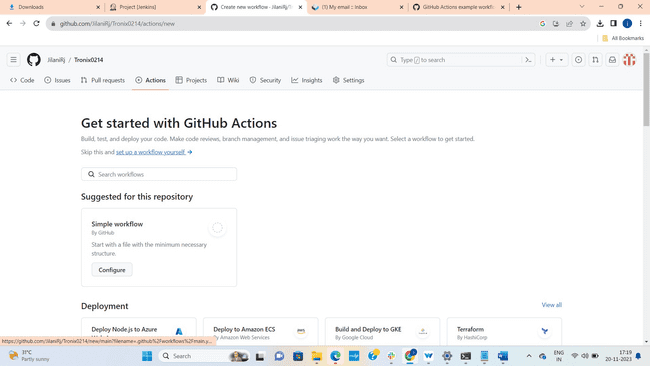 Downloads
Project [Jenkins]
Create new workflow - JilaniRj/T
(1) My email :: Inbox
GitHub Actions example workf
github.com/JilaniRj/Tronix0214/actions/new
All Bookmarks
JilaniRj / Tronix0214
Type / to search
Code
Issues
Pull requests
Actions
Projects
Wiki
Security
Insights
Settings
Get started with GitHub Actions
Build, test, and deploy your code. Make code reviews, branch management, and issue triaging work the way you want. Select a workflow to get started.
Skip this and set up a workflow yourself →
Search workflows
Suggested for this repository
Simple workflow
By GitHub
Start with a file with the minimum necessary
structure.
Configure
Deployment
View all
Deploy Node.js to Azure
Deploy to Amazon ECS
By Amazon Web Services
Build and Deploy to GKE
By Google Cloud
Terraform
By HashiCorp
https://github.com/JilaniRj/Tronix0214/new/main?filename=.github%2Fworkflows%2Fmain.y...
31°C
Partly sunny
Search
ENG
IN
17:19
20-11-2023